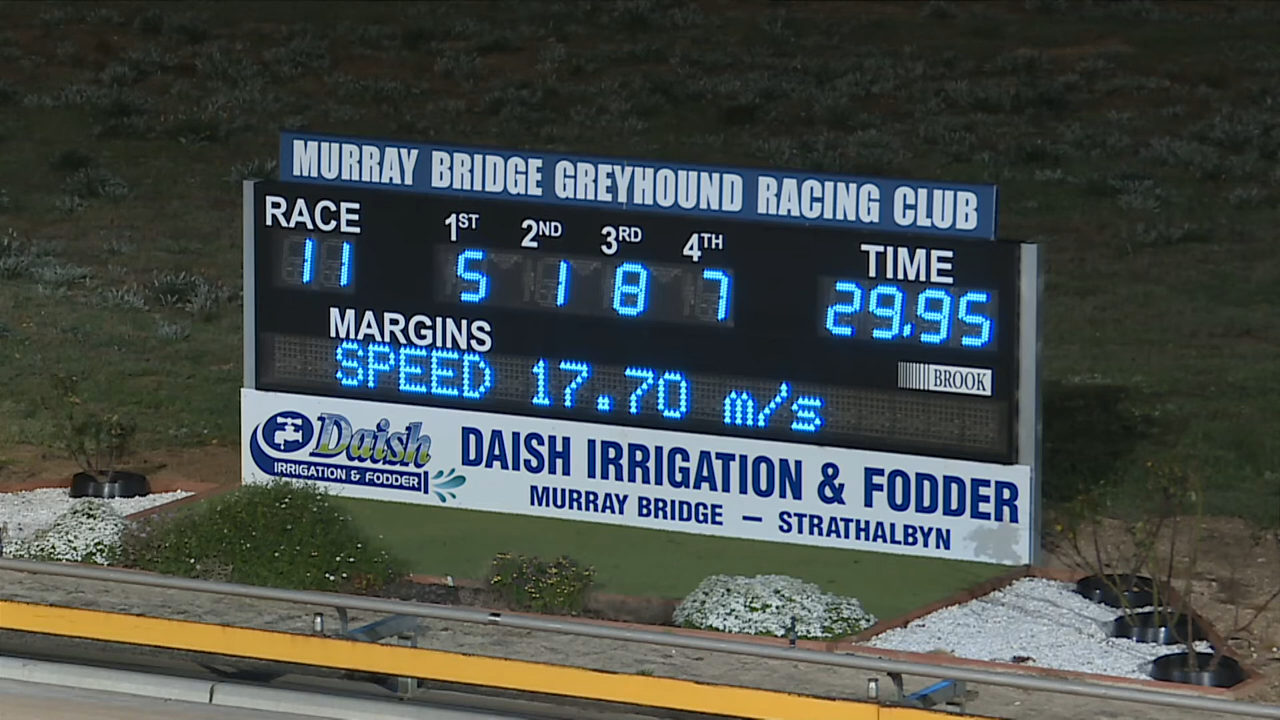 MURRAY BRIDGE GREYHOUND RACING CLUB
RACE 1ST 2ND 3RD 4TH TIME
11 5 1 8 7 29.95
MARGINS
SPEED 17.70 m/s
BROOK
Daish
IRRIGATION & FODDER
DAISH IRRIGATION & FODDER
MURRAY BRIDGE – STRATHALBYN